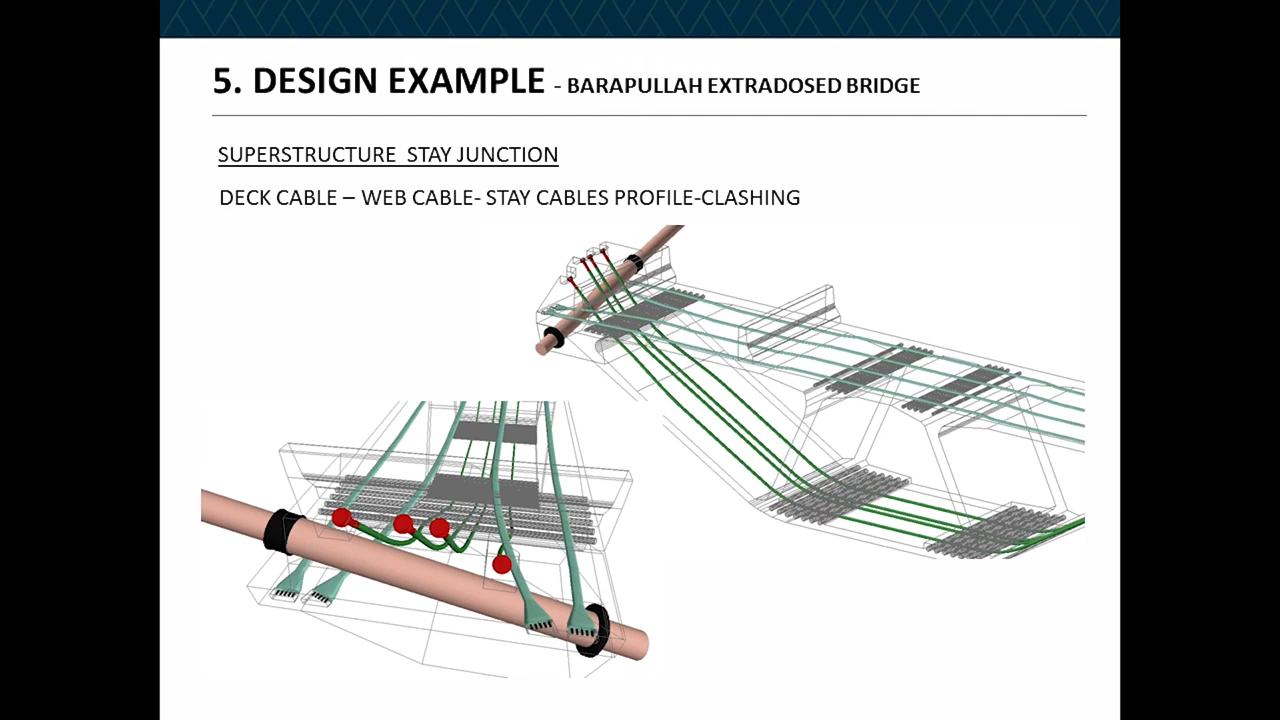 5. DESIGN EXAMPLE - BARAPULLAH EXTRADOSED BRIDGE
SUPERSTRUCTURE STAY JUNCTION
DECK CABLE – WEB CABLE- STAY CABLES PROFILE-CLASHING